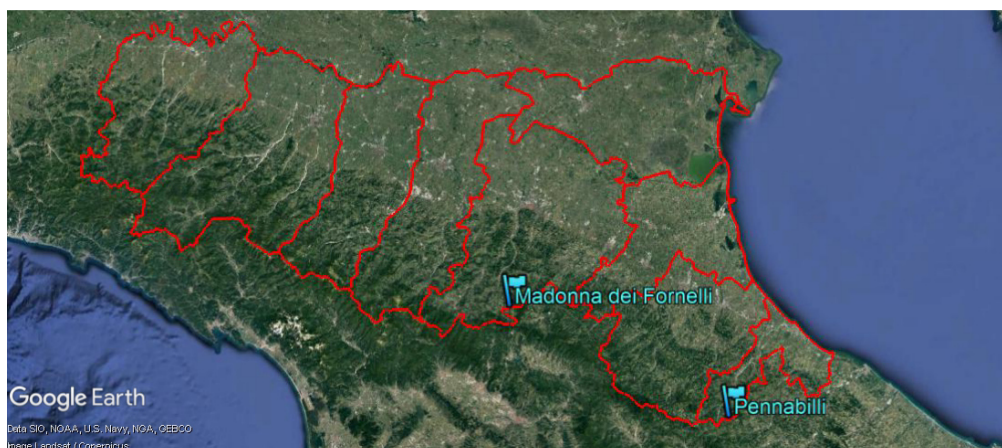 Madonna dei Fornelli
Pennabilli
Google Earth
Data SIO, NOAA, U.S. Navy, NGA, GEBCO
Image Landsat / Copernicus